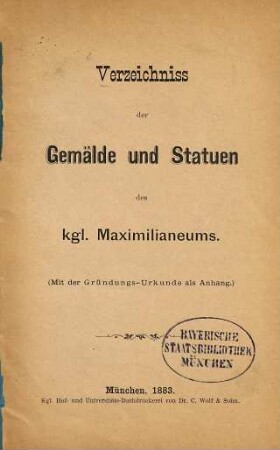 Verzeichniss
der
Gemälde und Statuen
des
kgl. Maximilianeums.
(Mit der Gründungs-Urkunde als Anhang.)
BAYERISCHE
STAATSBIBLIOTHEK
MÜNCHEN
München, 1883.
Kgl. Hof- und Universitäts-Buchdruckerei von Dr. C. Wolf & Sohn.